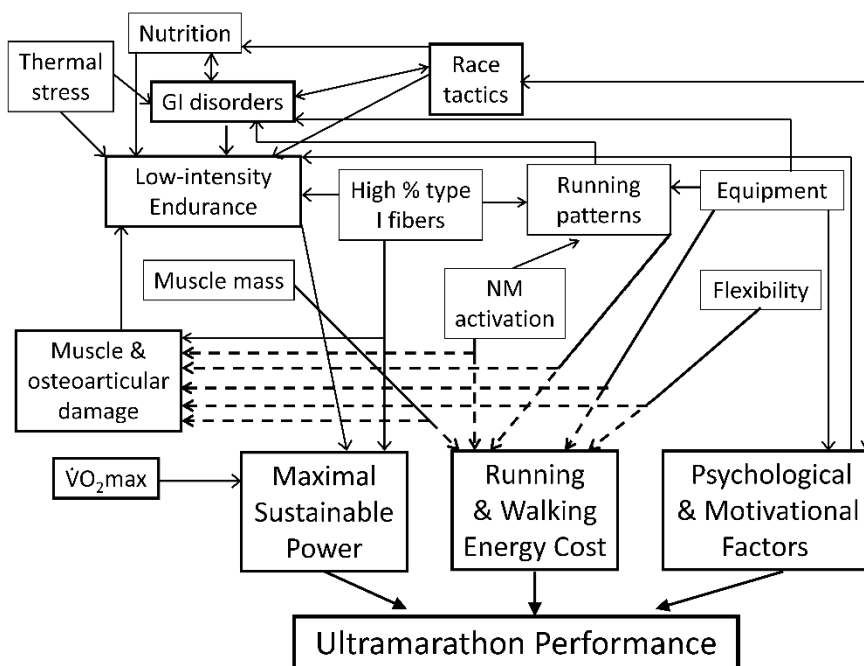 Nutrition
Thermal
stress
Race
tactics
GI disorders
Low-intensity
Endurance
High % type
I fibers
Running
patterns
Equipment
Muscle mass
NM
activation
Flexibility
Muscle &
osteoarticular
damage
V̇O₂max
Maximal
Sustainable
Power
Running
& Walking
Energy Cost
Psychological
& Motivational
Factors
Ultramarathon Performance